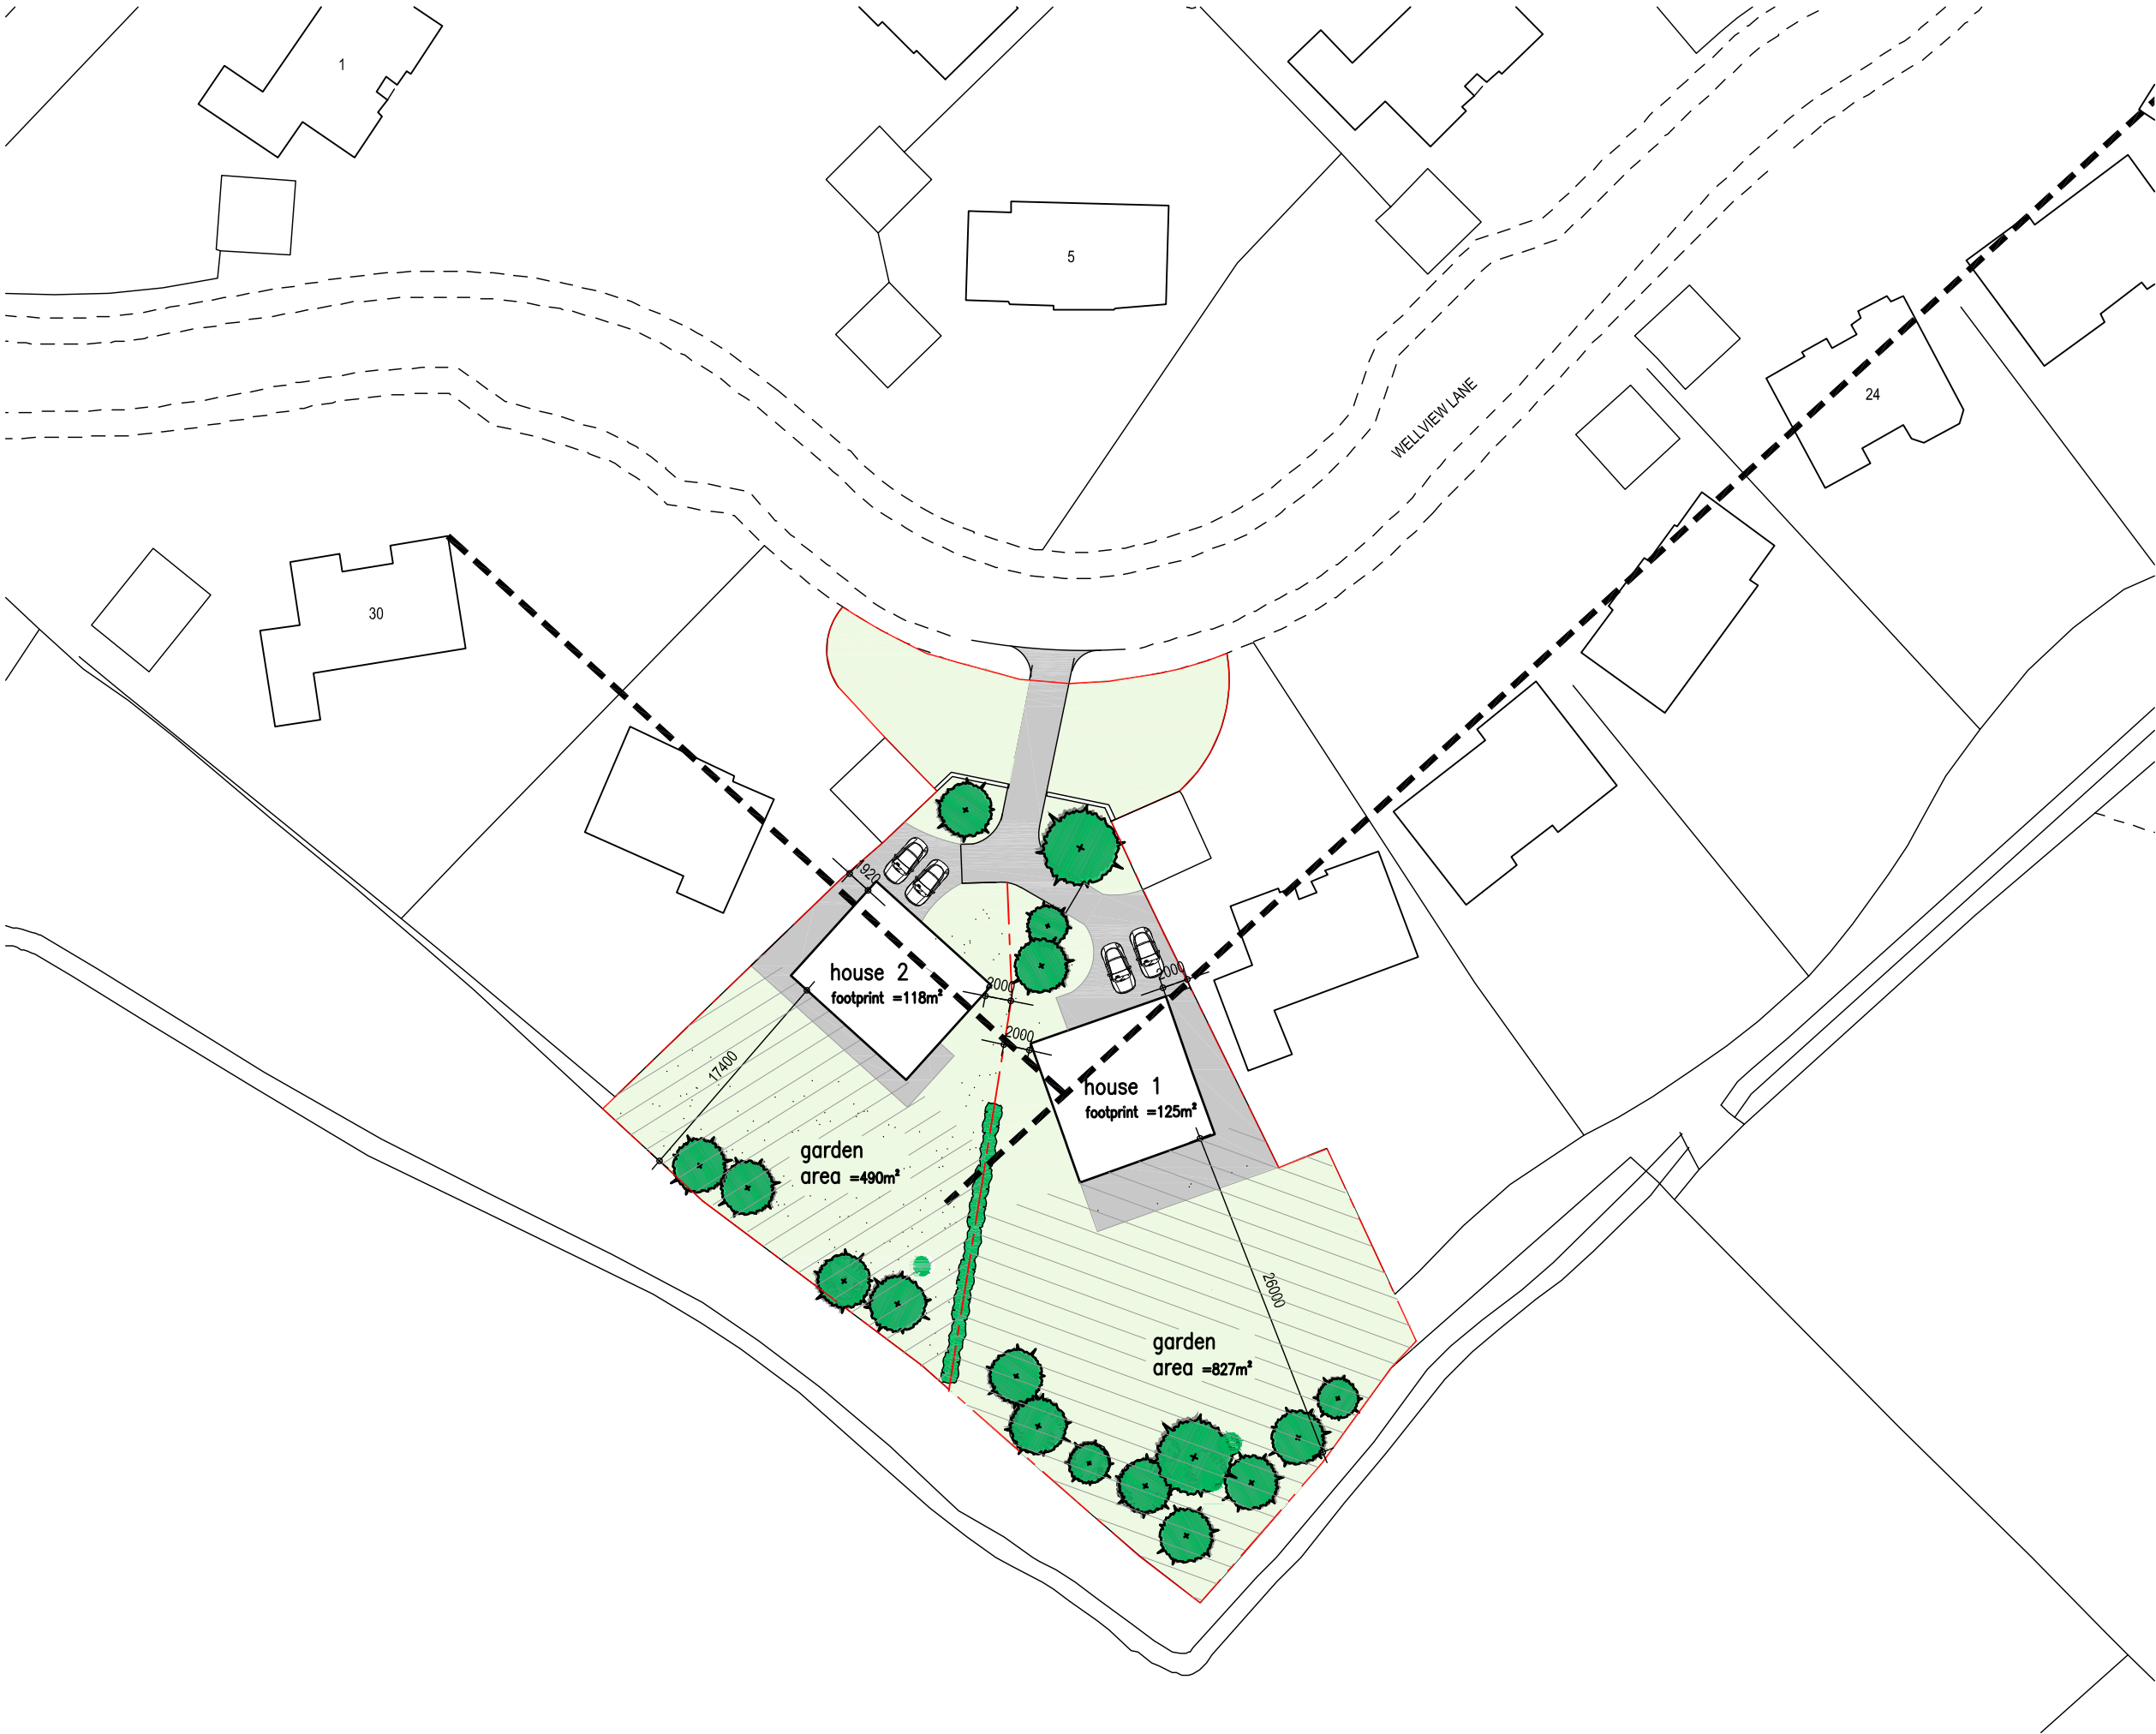 1
5
WELLVIEW LANE
24
30
1920
house 2
footprint =118m²
2000
2000
2000
17400
house 1
footprint =125m²
garden
area =490m²
26000
garden
area =827m²